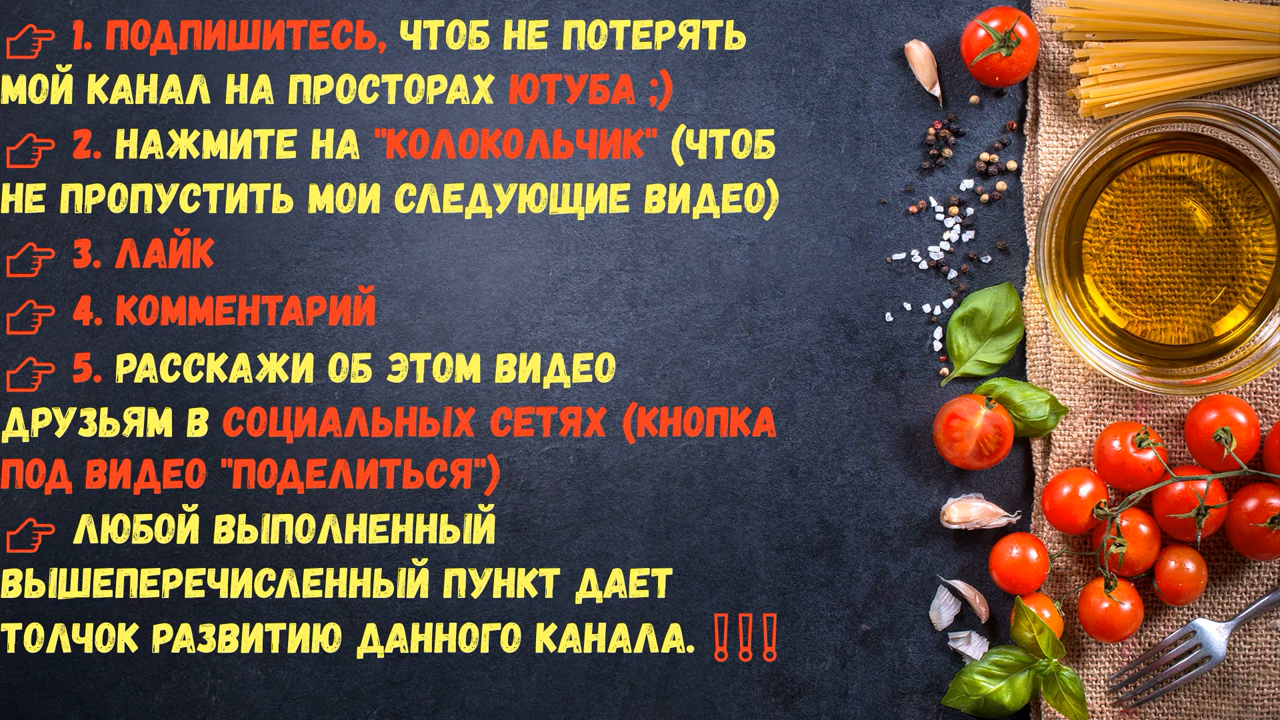 👉 1. ПОДПИШИТЕСЬ, ЧТОБ НЕ ПОТЕРЯТЬ
МОЙ КАНАЛ НА ПРОСТОРАХ ЮТУБА ;)
👉 2. НАЖМИТЕ НА "КОЛОКОЛЬЧИК" (ЧТОБ
НЕ ПРОПУСТИТЬ МОИ СЛЕДУЮЩИЕ ВИДЕО)
👉 3. ЛАЙК
👉 4. КОММЕНТАРИЙ
👉 5. РАССКАЖИ ОБ ЭТОМ ВИДЕО
ДРУЗЬЯМ В СОЦИАЛЬНЫХ СЕТЯХ (КНОПКА
ПОД ВИДЕО "ПОДЕЛИТЬСЯ")
👉 ЛЮБОЙ ВЫПОЛНЕННЫЙ
ВЫШЕПЕРЕЧИСЛЕННЫЙ ПУНКТ ДАЕТ
ТОЛЧОК РАЗВИТИЮ ДАННОГО КАНАЛА. !!!